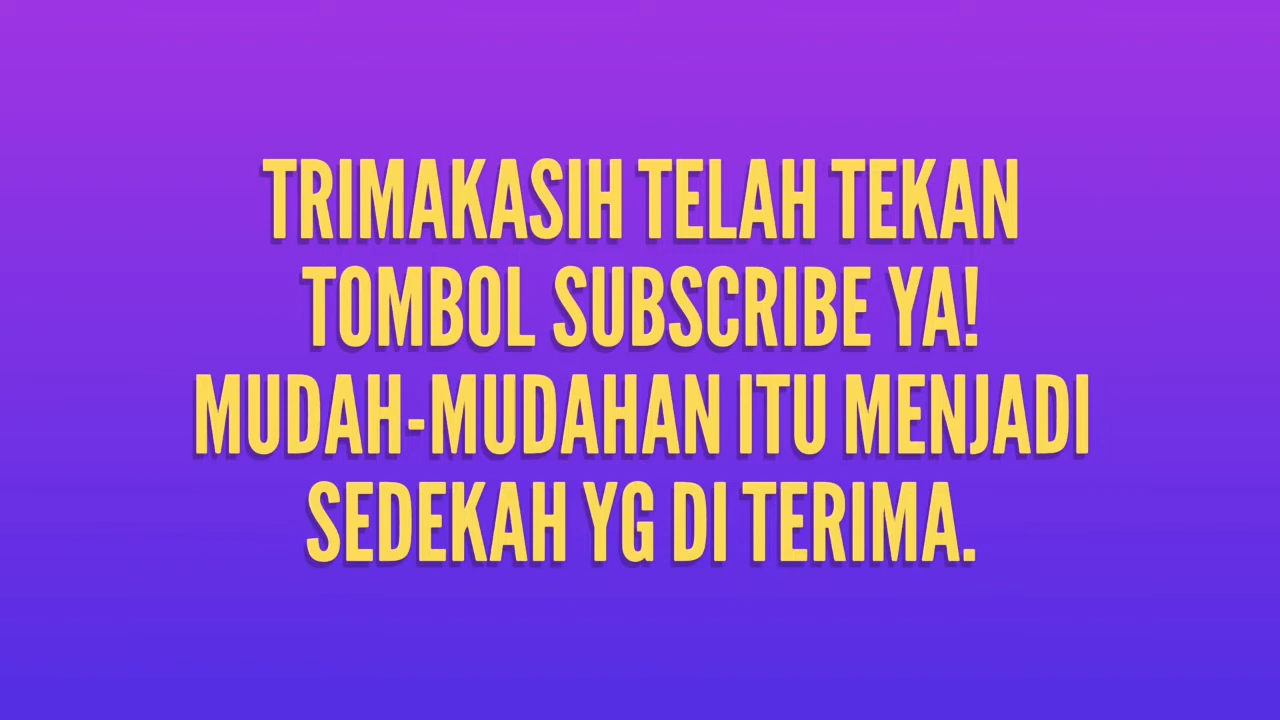 TRIMAKASIH TELAH TEKAN
TOMBOL SUBSCRIBE YA!
MUDAH-MUDAHAN ITU MENJADI
SEDEKAH YG DI TERIMA.